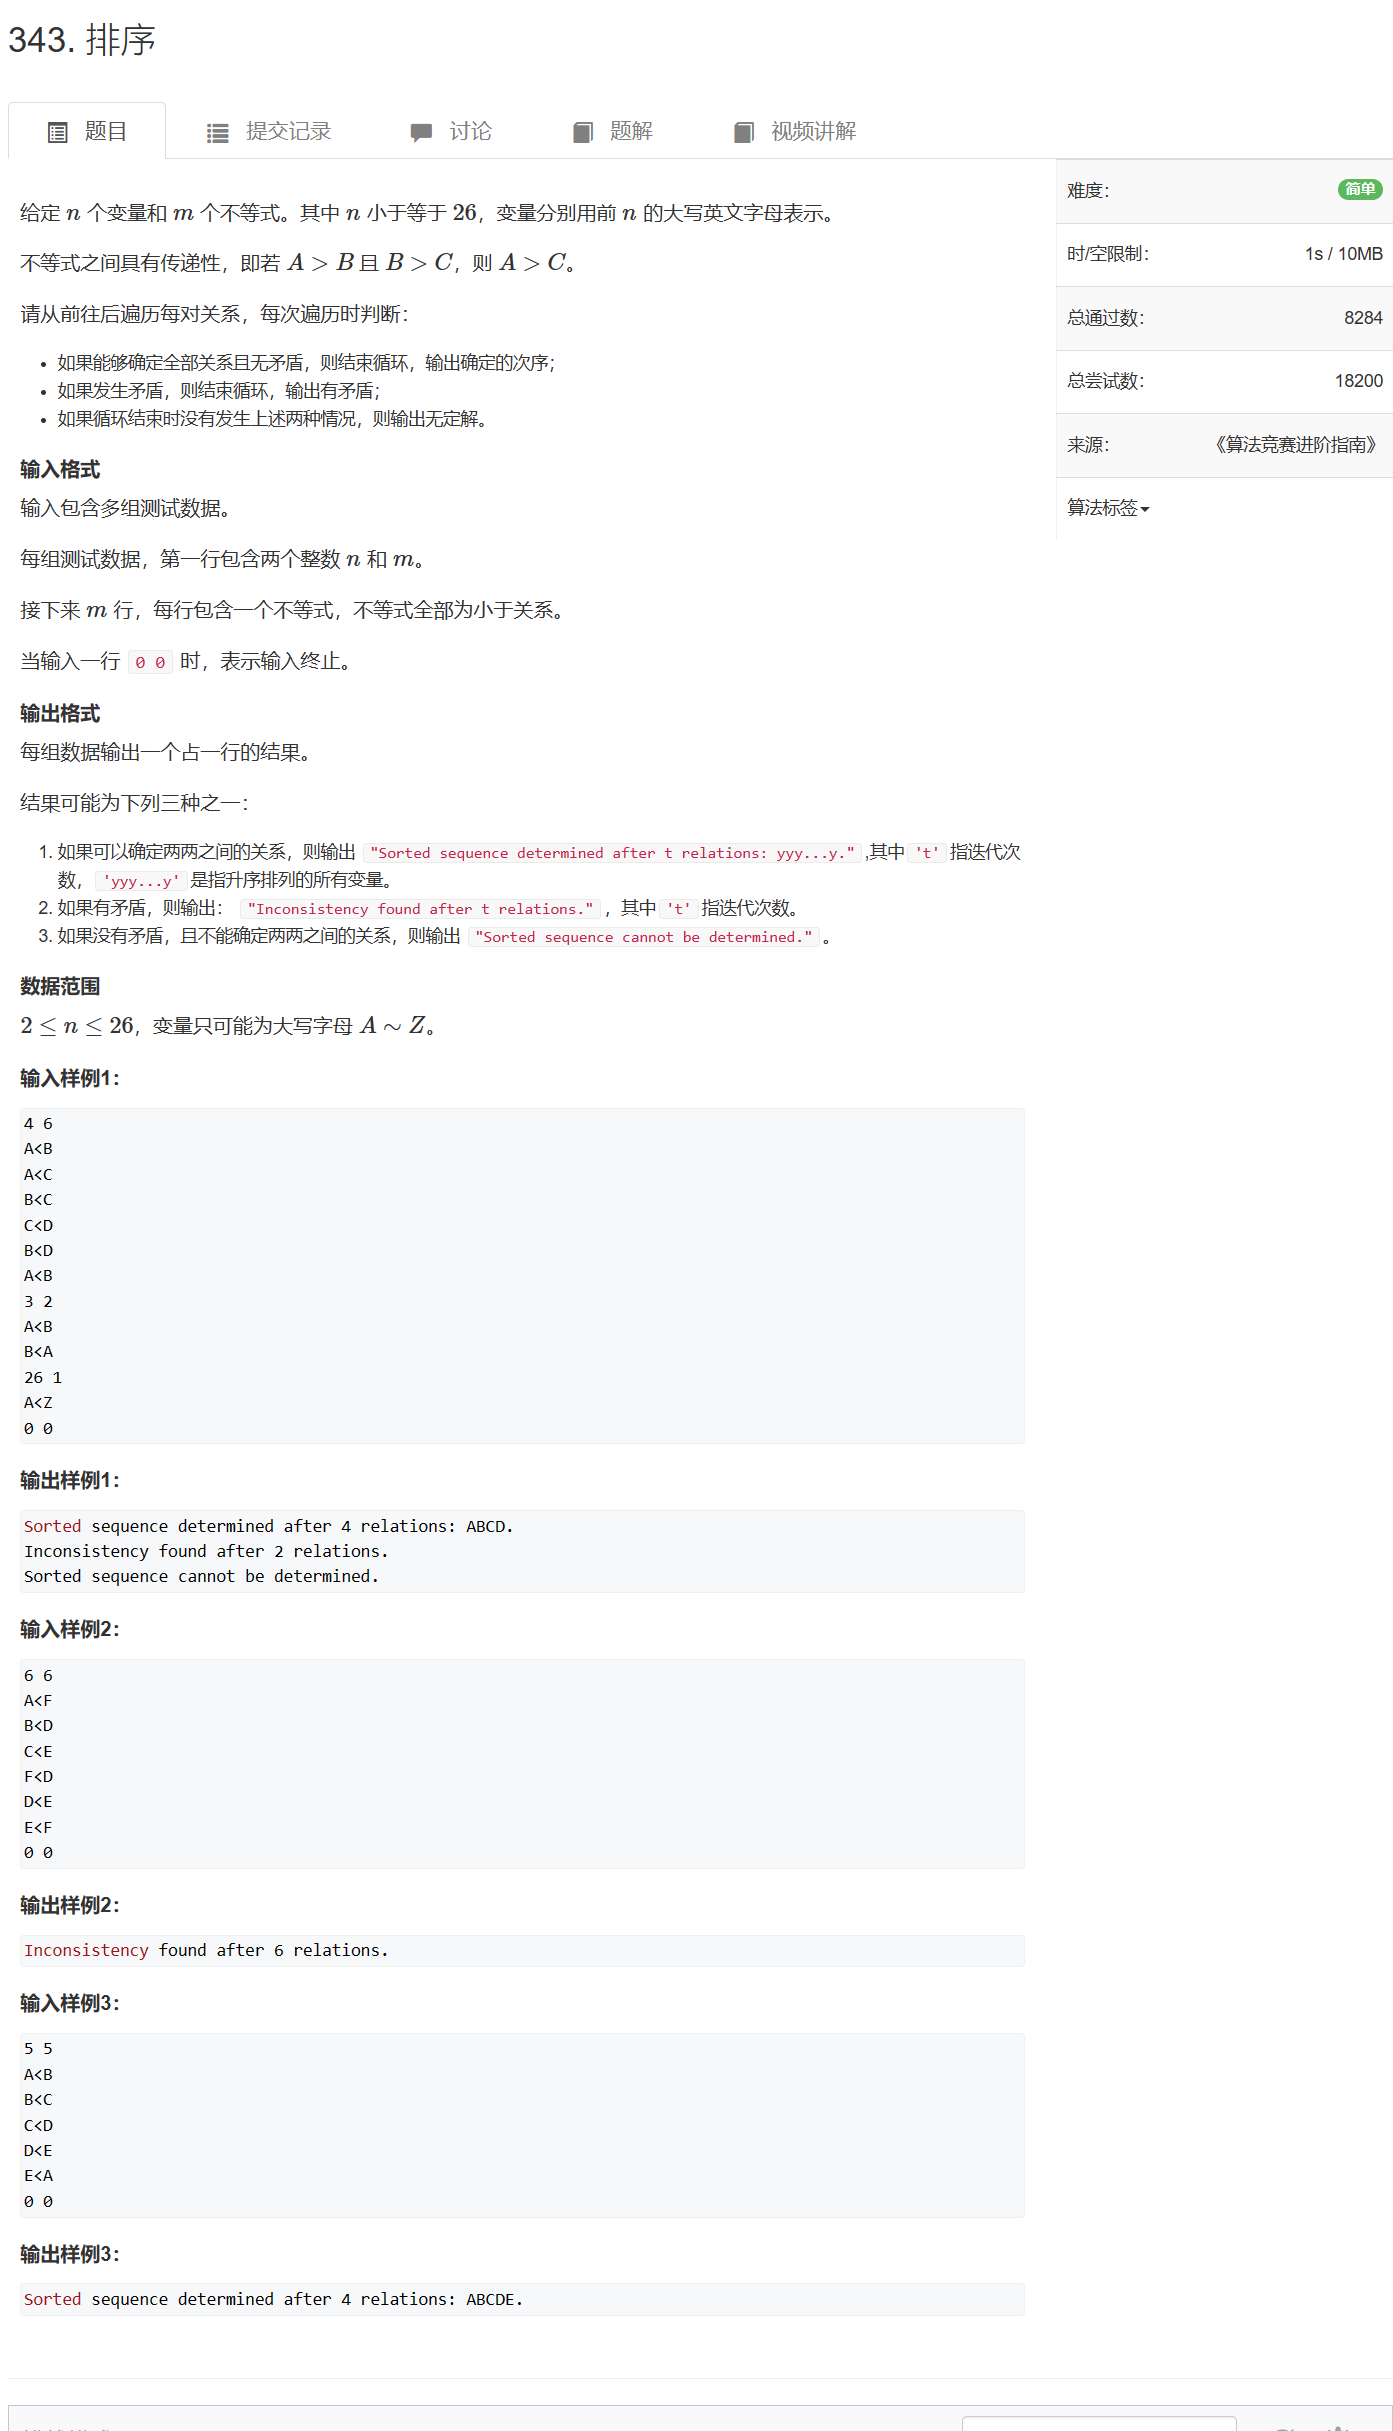 343. 排序
题目 提交记录 讨论 题解 视频讲解
给定 n 个变量和 m 个不等式。其中 n 小于等于 26，变量分别用前 n 的大写英文字母表示。
不等式之间具有传递性，即若 A > B 且 B > C，则 A > C。
请从前往后遍历每对关系，每次遍历时判断：
• 如果能够确定全部关系且无矛盾，则结束循环，输出确定的次序；
• 如果发生矛盾，则结束循环，输出有矛盾；
• 如果循环结束时没有发生上述两种情况，则输出无定解。
难度： 简单
时/空限制： 1s / 10MB
总通过数： 8284
总尝试数： 18200
来源： 《算法竞赛进阶指南》
算法标签
输入格式
输入包含多组测试数据。
每组测试数据，第一行包含两个整数 n 和 m。
接下来 m 行，每行包含一个不等式，不等式全部为小于关系。
当输入一行 0 0 时，表示输入终止。
输出格式
每组数据输出一个占一行的结果。
结果可能为下列三种之一：
1. 如果可以确定两两之间的关系，则输出 "Sorted sequence determined after t relations: yyy...y." ,其中 't' 指迭代次
数， 'yyy...y' 是指升序排列的所有变量。
2. 如果有矛盾，则输出： "Inconsistency found after t relations." ，其中 't' 指迭代次数。
3. 如果没有矛盾，且不能确定两两之间的关系，则输出 "Sorted sequence cannot be determined." 。
数据范围
2 ≤ n ≤ 26，变量只可能为大写字母 A ∼ Z。
输入样例1：
4 6
A<B
A<C
B<C
C<D
B<D
A<B
3 2
A<B
B<A
26 1
A<Z
0 0
输出样例1：
Sorted sequence determined after 4 relations: ABCD.
Inconsistency found after 2 relations.
Sorted sequence cannot be determined.
输入样例2：
6 6
A<F
B<D
C<E
F<D
D<E
E<F
0 0
输出样例2：
Inconsistency found after 6 relations.
输入样例3：
5 5
A<B
B<C
C<D
D<E
E<A
0 0
输出样例3：
Sorted sequence determined after 4 relations: ABCDE.